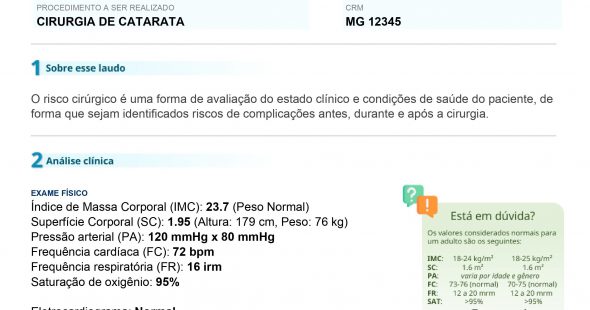 PROCEDIMENTO A SER REALIZADO
CRM
CIRURGIA DE CATARATA
MG 12345
1 Sobre esse laudo
O risco cirúrgico é uma forma de avaliação do estado clínico e condições de saúde do paciente, de
forma que sejam identificados riscos de complicações antes, durante e após a cirurgia.
2 Análise clínica
EXAME FÍSICO
Índice de Massa Corporal (IMC): 23.7 (Peso Normal)
Superfície Corporal (SC): 1.95 (Altura: 179 cm, Peso: 76 kg)
Pressão arterial (PA): 120 mmHg x 80 mmHg
Frequência cardíaca (FC): 72 bpm
Frequência respiratória (FR): 16 irm
Saturação de oxigênio: 95%
Eletrocardiograma: Normal
? !
Está em dúvida?
Os valores considerados normais para
um adulto são os seguintes:
IMC: 18-24 kg/m² 18-25 kg/m²
SC: 1.6 m² 1.6 m²
PA: varia por idade e gênero
FC: 73-76 (normal) 70-75 (normal)
FR: 12 a 20 mrm 12 a 20 mrm
SAT: >95% >95%